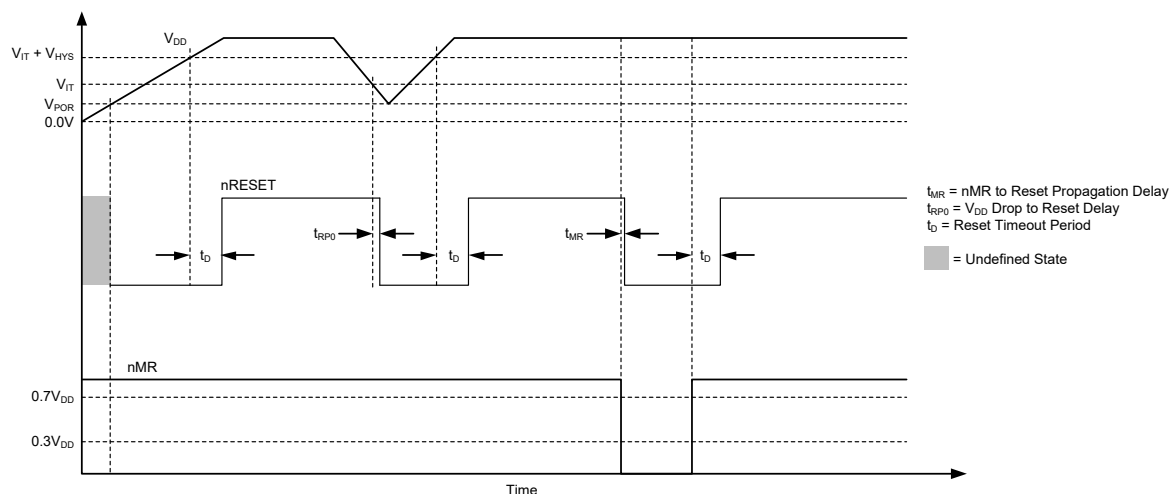 V_DD
V_IT + V_HYS
V_IT
V_POR
0.0V
nRESET
t_D
t_RP0
t_D
t_MR
t_D
t_MR = nMR to Reset Propagation Delay
t_RP0 = V_DD Drop to Reset Delay
t_D = Reset Timeout Period
= Undefined State
nMR
0.7V_DD
0.3V_DD
Time